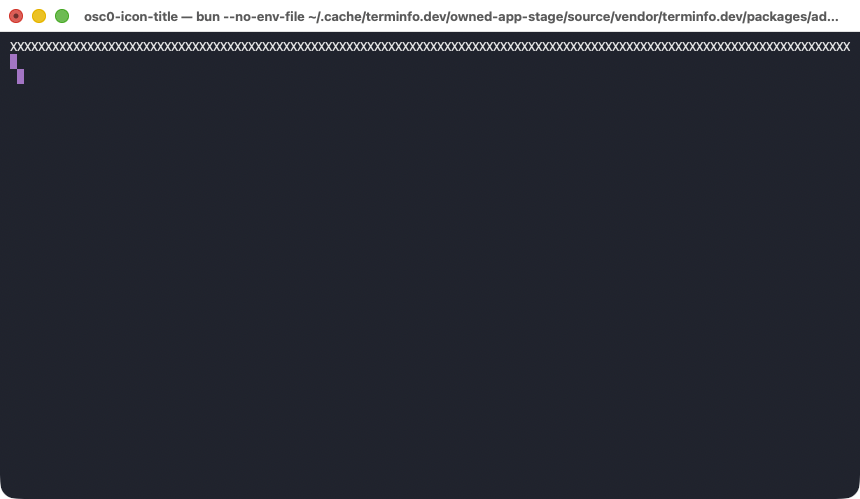 osc0-icon-title — bun --no-env-file ~/.cache/terminfo.dev/owned-app-stage/source/vendor/terminfo.dev/packages/ad...
XXXXXXXXXXXXXXXXXXXXXXXXXXXXXXXXXXXXXXXXXXXXXXXXXXXXXXXXXXXXXXXXXXXXXXXXXXXXXXXXXXXXXXXXXXXXXXXXXXXXXXXXXXXXXXXXXXXXXXXX